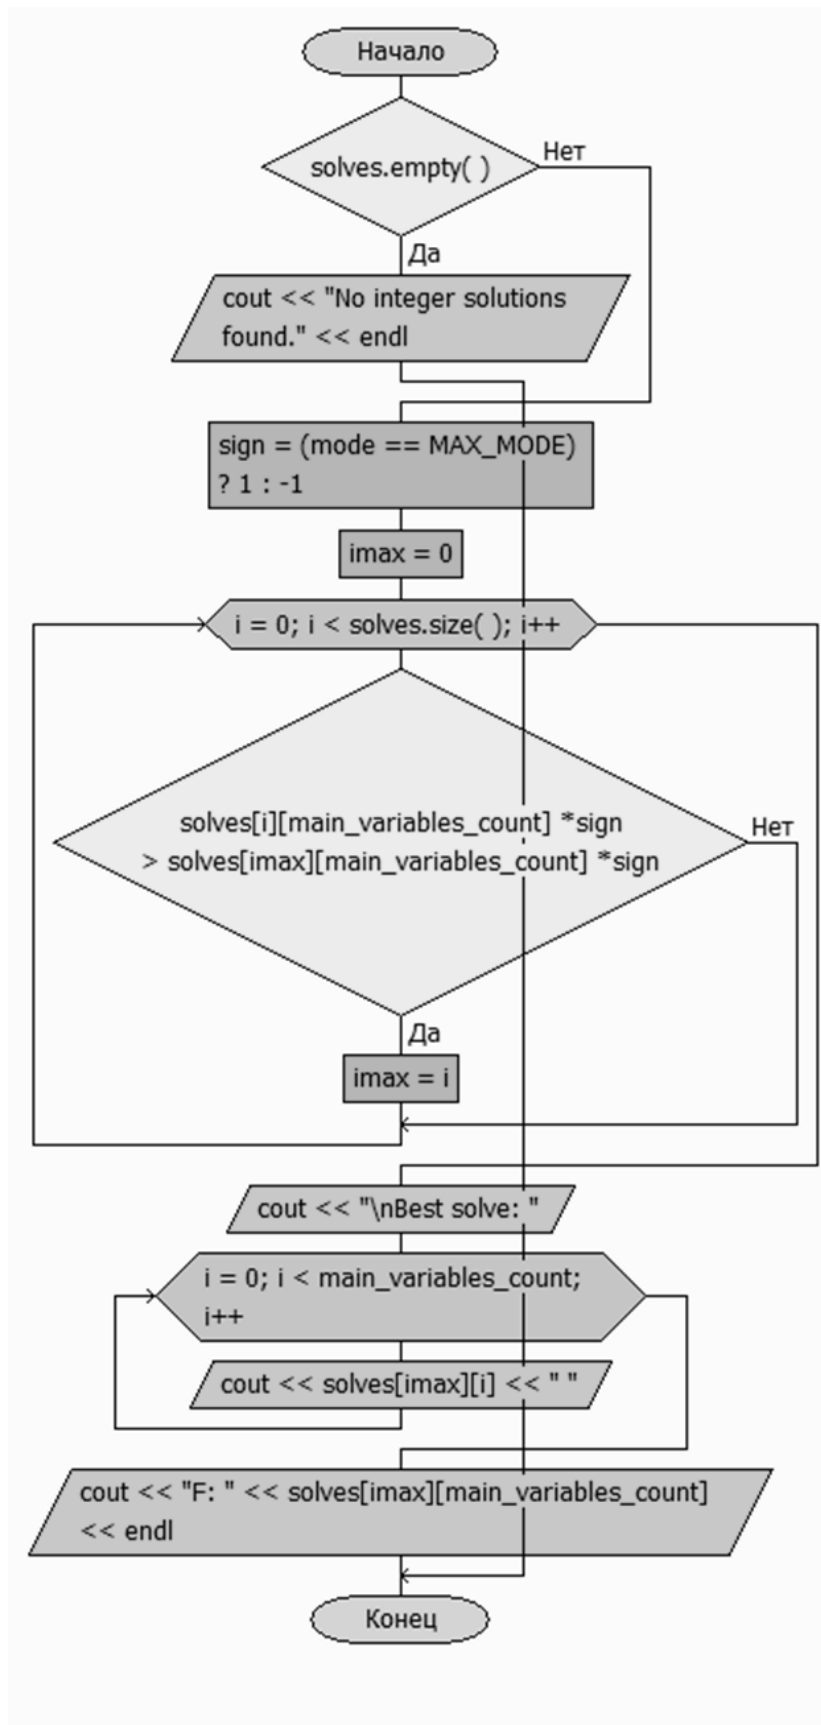 Начало
solves.empty( )
Нет
Да
cout << "No integer solutions
found." << endl
sign = (mode == MAX_MODE)
? 1 : -1
imax = 0
i = 0; i < solves.size( ); i++
solves[i][main_variables_count] *sign
> solves[imax][main_variables_count] *sign
Нет
Да
imax = i
cout << "\nBest solve: "
i = 0; i < main_variables_count;
i++
cout << solves[imax][i] << " "
cout << "F: " << solves[imax][main_variables_count]
<< endl
Конец